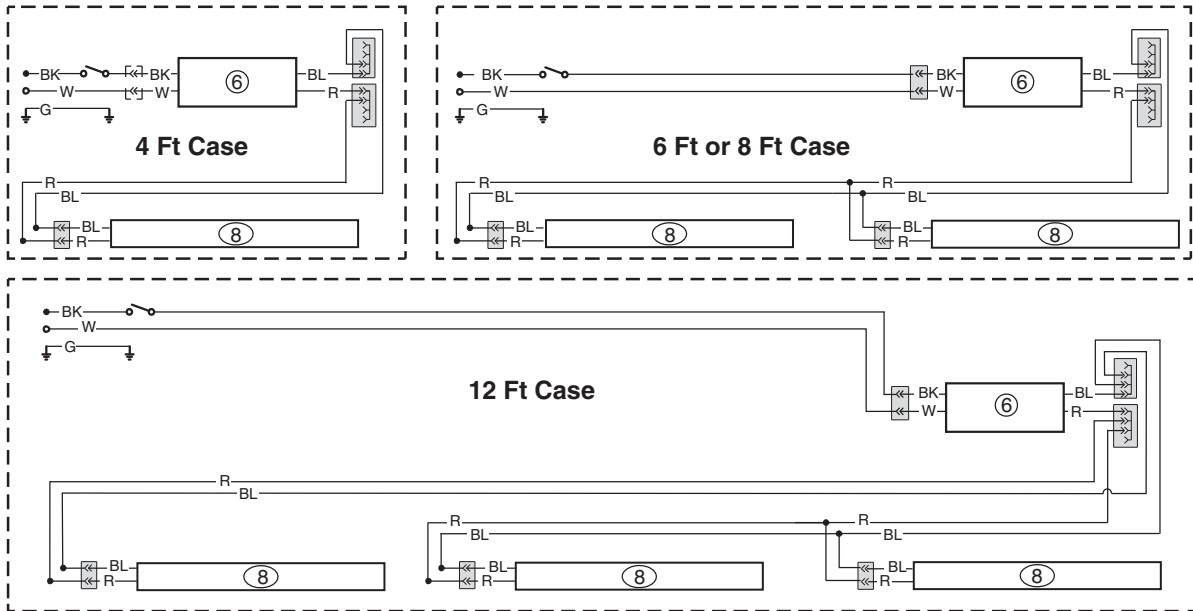 BK BK BL
W W 6 R
G
4 Ft Case
R
BL
BL
R 8
BK BK BL
W W 6 R
G
6 Ft or 8 Ft Case
R R
BL BL
BL BL
R 8 R 8
BK
W
G
12 Ft Case
BK BL
W 6 R
R
BL
R R
BL BL
BL BL BL
R 8 R 8 R 8